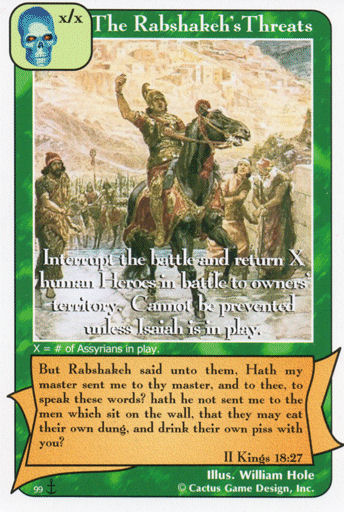 x/x
The Rabshakeh's Threats
Interrupt the battle and return X
human Heroes in battle to owners'
territory. Cannot be prevented
unless Isaiah is in play.
X = # of Assyrians in play.
But Rabshakeh said unto them, Hath my
master sent me to thy master, and to thee, to
speak these words? hath he not sent me to the
men which sit on the wall, that they may eat
their own dung, and drink their own piss with
you?
II Kings 18:27
Illus. William Hole
99
© Cactus Game Design, Inc.